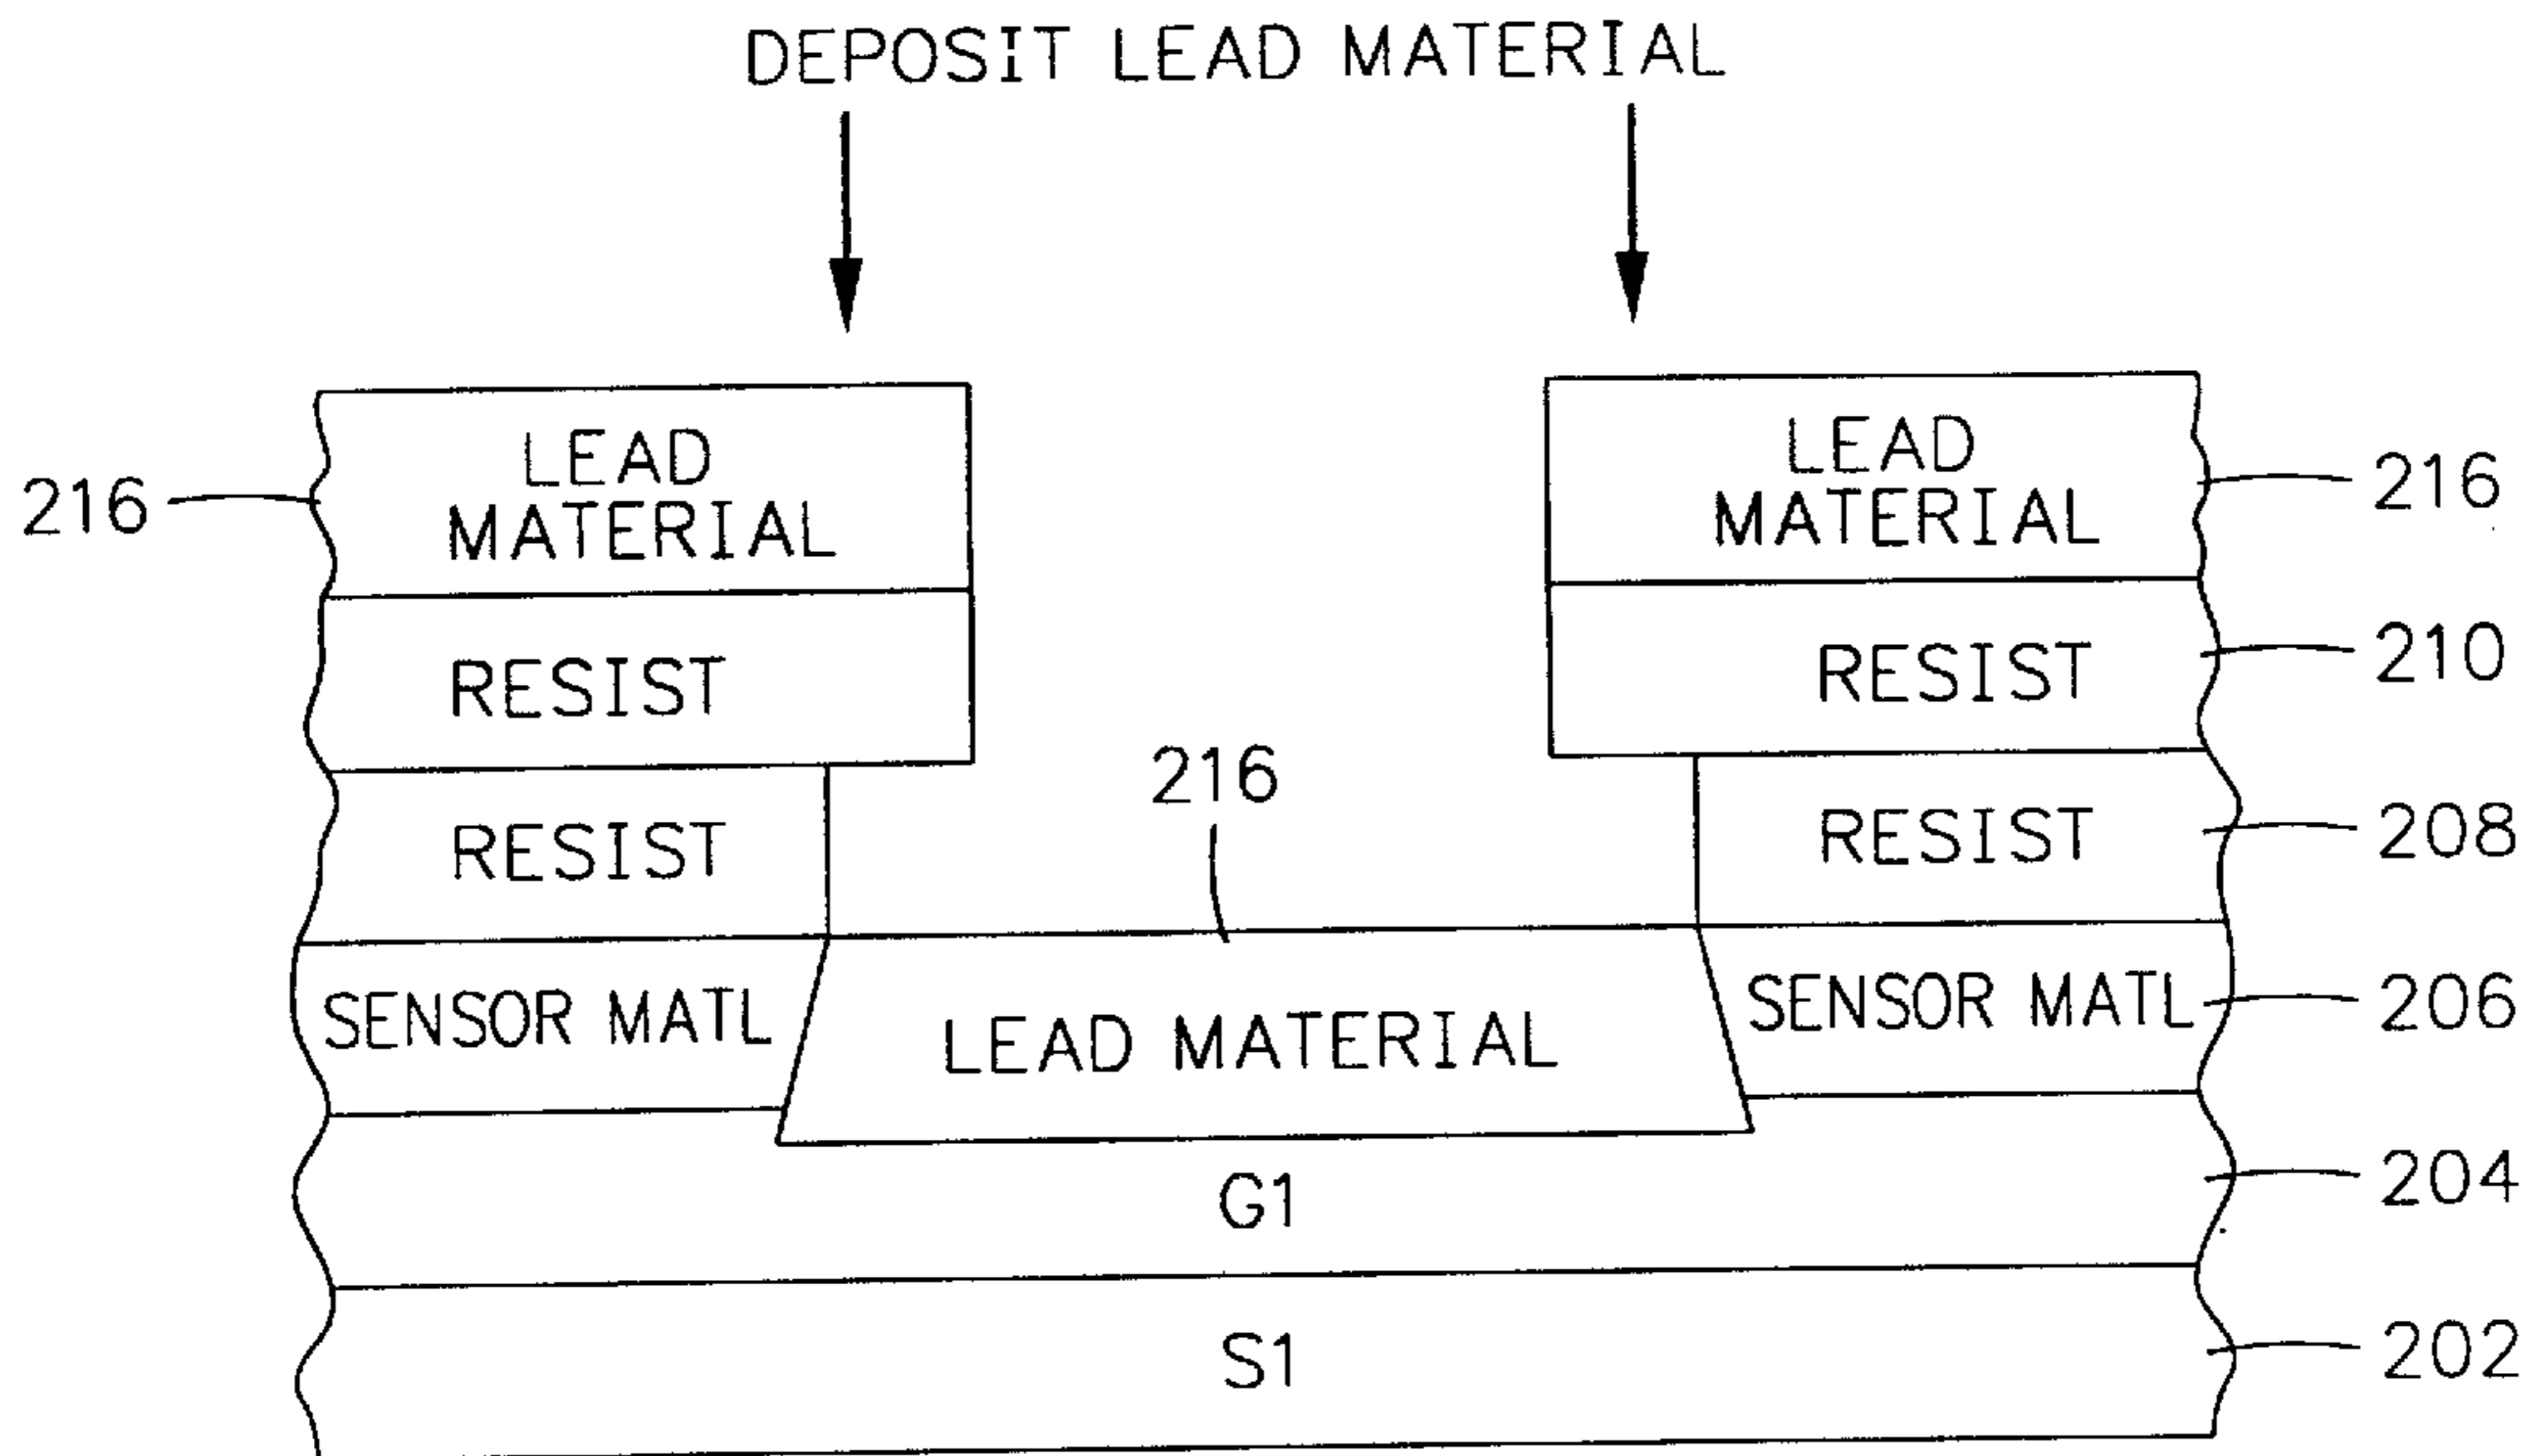 DEPOSIT LEAD MATERIAL
LEAD
MATERIAL
LEAD
MATERIAL
216
216
RESIST
RESIST
210
216
RESIST
RESIST
208
SENSOR MATL
LEAD MATERIAL
SENSOR MATL
206
G1
204
S1
202